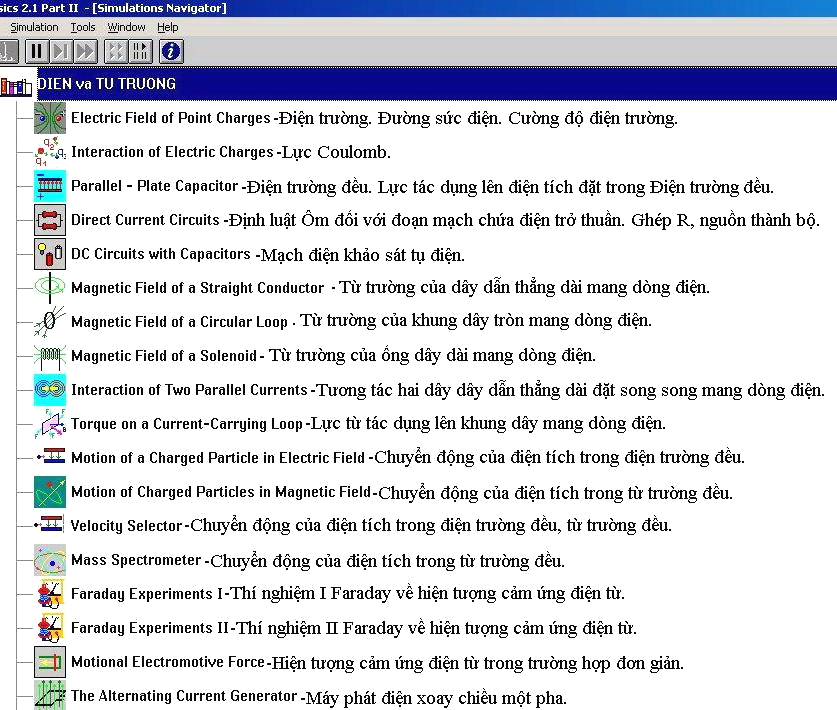 sics 2.1 Part II - [Simulations Navigator]
Simulation Tools Window Help
DIEN va TU TRUONG
Electric Field of Point Charges -Điện trường. Đường sức điện. Cường độ điện trường.
Interaction of Electric Charges -Lực Coulomb.
Parallel - Plate Capacitor -Điện trường đều. Lực tác dụng lên điện tích đặt trong Điện trường đều.
Direct Current Circuits -Định luật Ôm đối với đoạn mạch chứa điện trở thuần. Ghép R, nguồn thành bộ.
DC Circuits with Capacitors -Mạch điện khảo sát tụ điện.
Magnetic Field of a Straight Conductor - Từ trường của dây dẫn thẳng dài mang dòng điện.
Magnetic Field of a Circular Loop . Từ trường của khung dây tròn mang dòng điện.
Magnetic Field of a Solenoid - Từ trường của ống dây dài mang dòng điện.
Interaction of Two Parallel Currents -Tương tác hai dây dây dẫn thẳng dài đặt song song mang dòng điện.
Torque on a Current-Carrying Loop -Lực từ tác dụng lên khung dây mang dòng điện.
Motion of a Charged Particle in Electric Field -Chuyển động của điện tích trong điện trường đều.
Motion of Charged Particles in Magnetic Field-Chuyển động của điện tích trong từ trường đều.
Velocity Selector -Chuyển động của điện tích trong điện trường đều, từ trường đều.
Mass Spectrometer -Chuyển động của điện tích trong từ trường đều.
Faraday Experiments I-Thí nghiệm I Faraday về hiện tượng cảm ứng điện từ.
Faraday Experiments II-Thí nghiệm II Faraday về hiện tượng cảm ứng điện từ.
Motional Electromotive Force -Hiện tượng cảm ứng điện từ trong trường hợp đơn giản.
The Alternating Current Generator -Máy phát điện xoay chiều một pha.